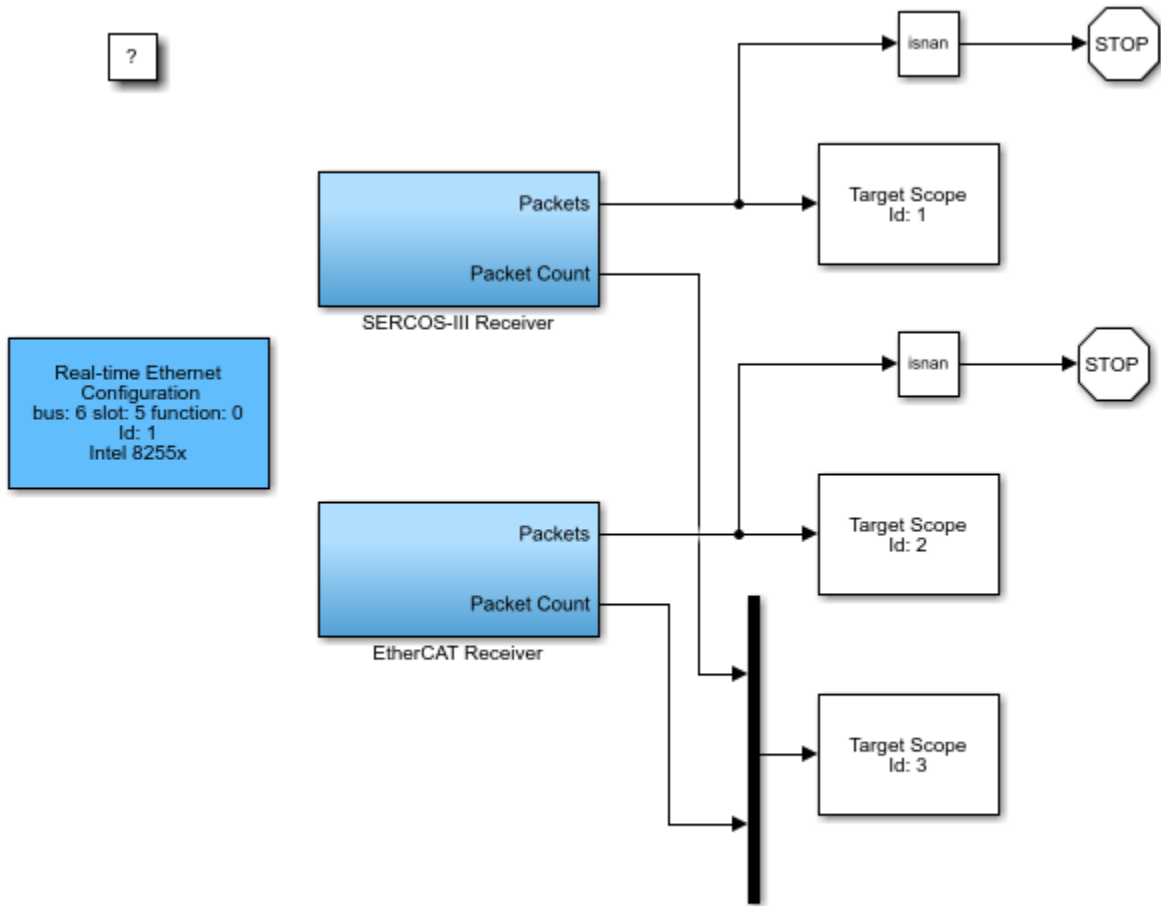 ?
isnan
STOP
Packets
Packet Count
SERCOS-III Receiver
Target Scope
Id: 1
Real-time Ethernet
Configuration
bus: 6 slot: 5 function: 0
Id: 1
Intel 8255x
isnan
STOP
Packets
Packet Count
EtherCAT Receiver
Target Scope
Id: 2
Target Scope
Id: 3